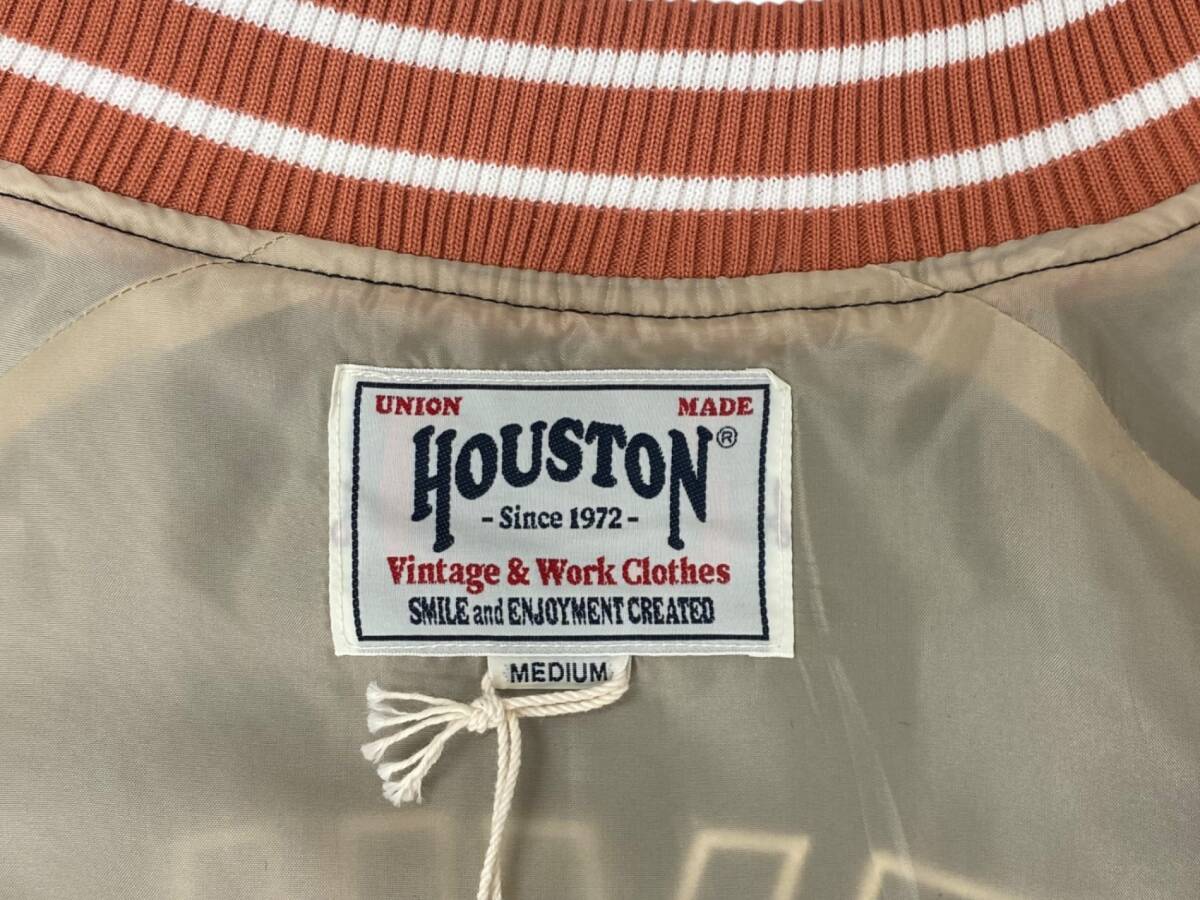 UNION MADE
HOUSTON®
- Since 1972 -
Vintage & Work Clothes
SMILE and ENJOYMENT CREATED
MEDIUM